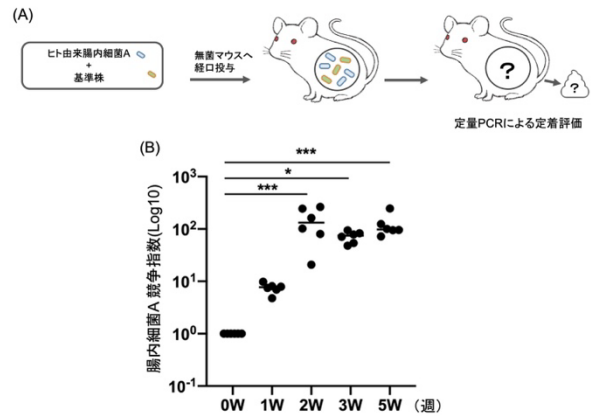 (A)
ヒト由来腸内細菌A
+
基準株
無菌マウスへ
経口投与
?
?
定量PCRによる定着評価
(B)
***
*
***
腸内細菌A 競争指数(Log10)
10³
10²
10¹
10⁰
10⁻¹
0W 1W 2W 3W 5W (週)